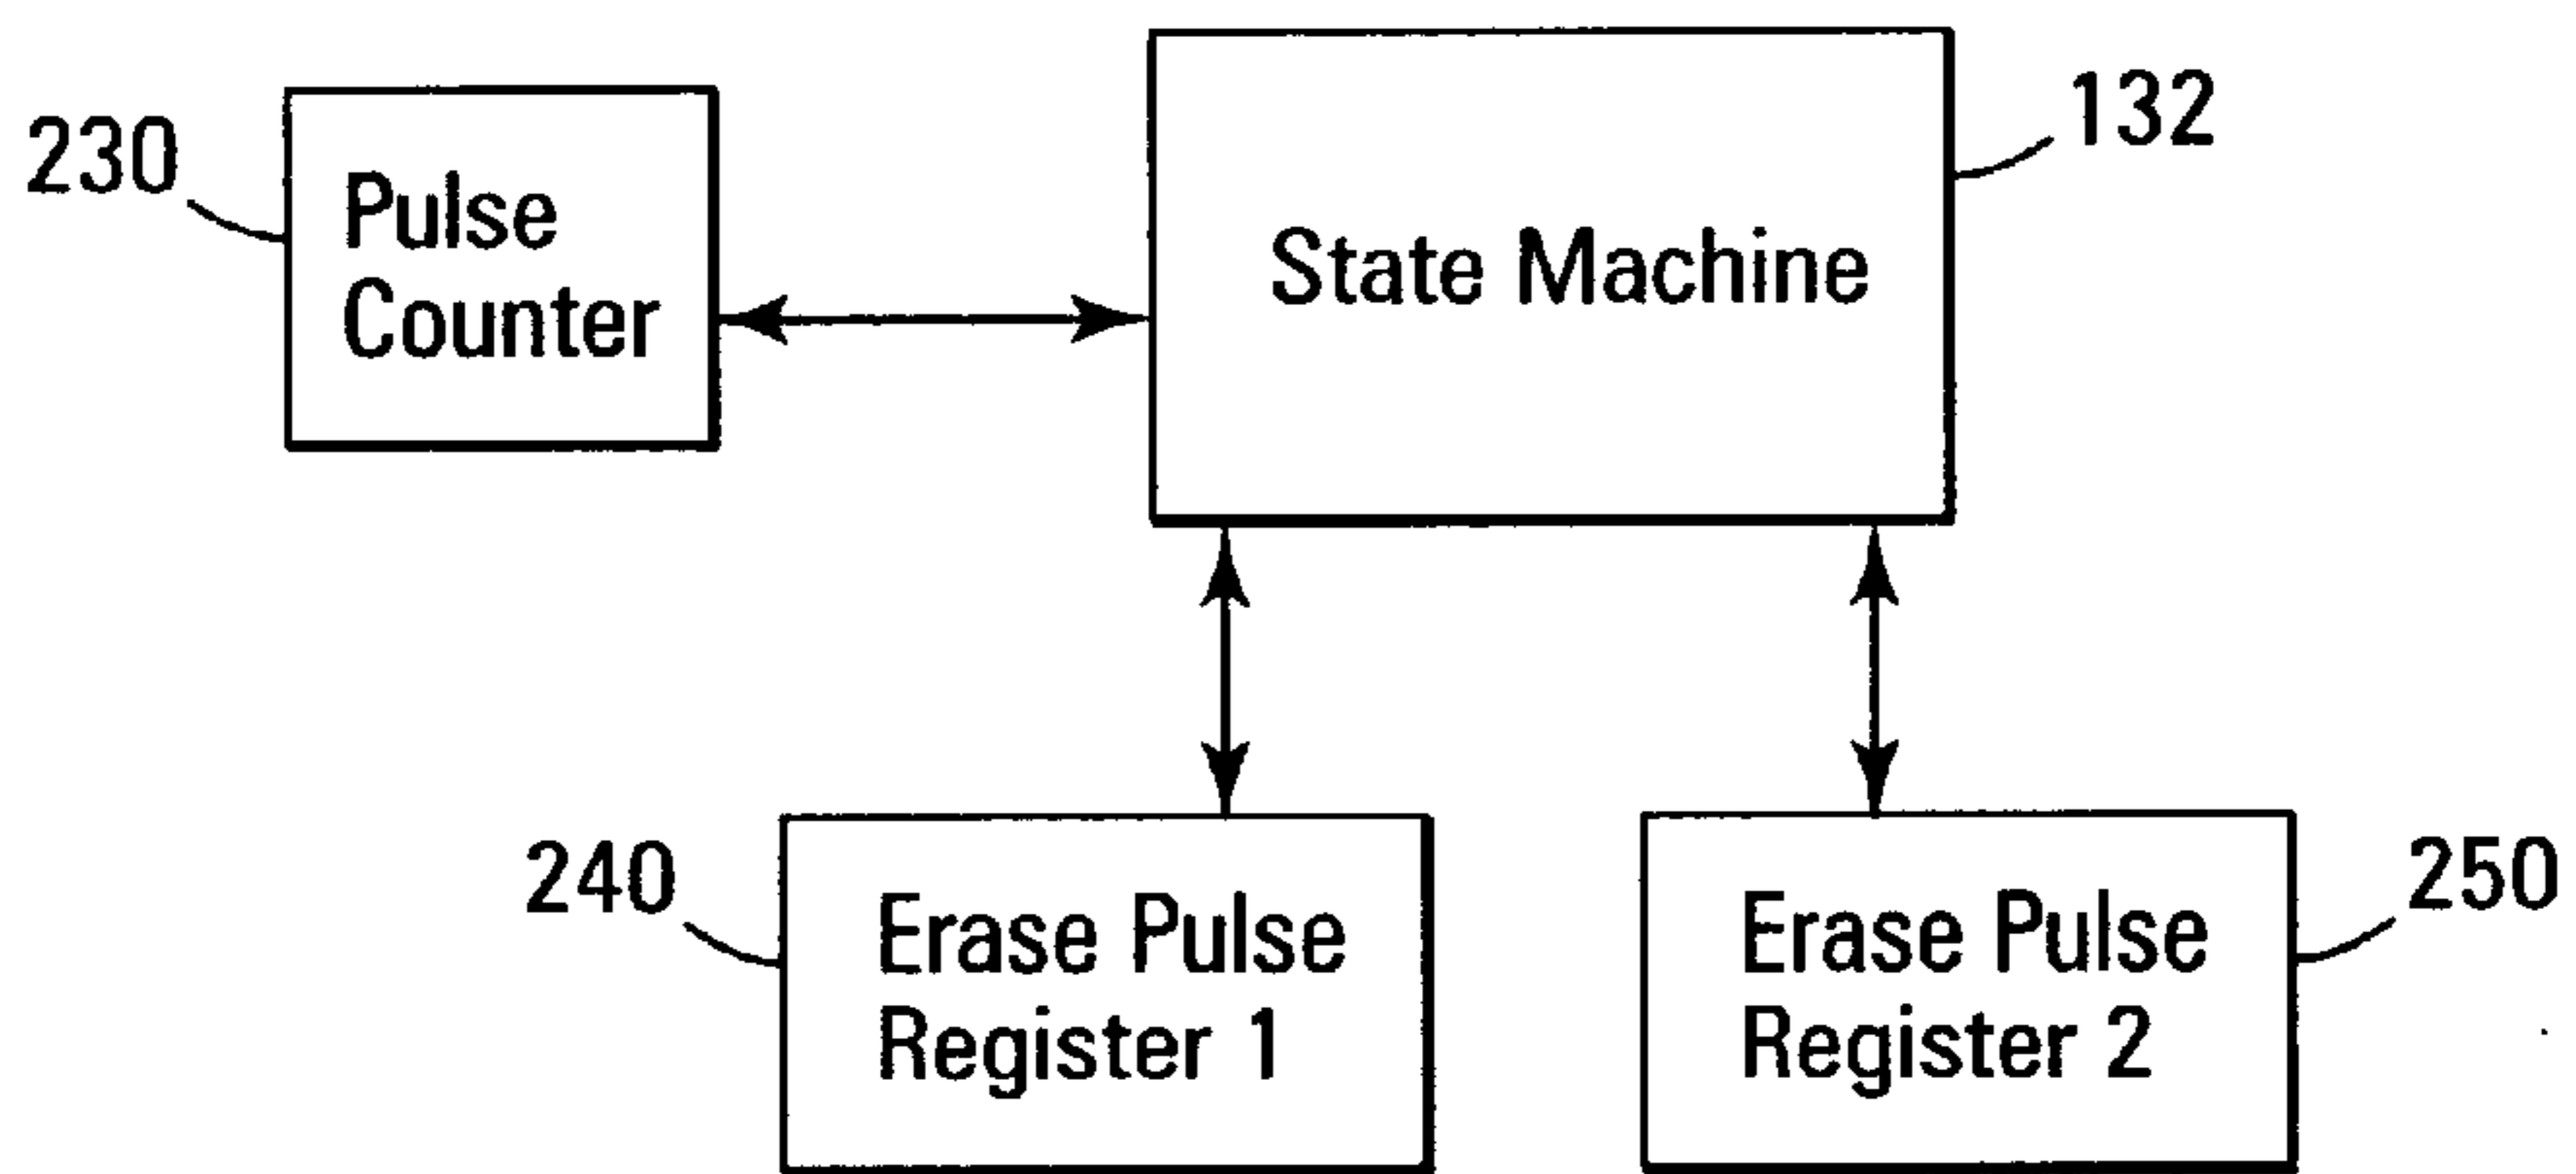 230
Pulse
Counter
State Machine
132
240
Erase Pulse
Register 1
Erase Pulse
Register 2
250